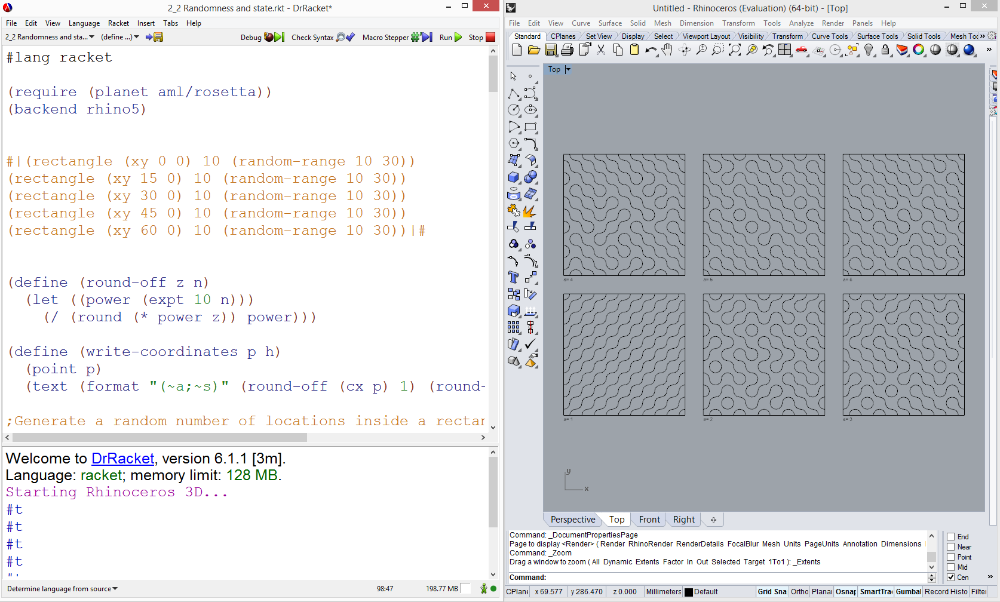 2_2 Randomness and state.rkt - DrRacket*
File Edit View Language Racket Insert Tabs Help
2_2 Randomness and sta...▼ (define ...)▼ Debug Check Syntax Macro Stepper Run Stop
#lang racket
(require (planet aml/rosetta))
(backend rhino5)
#|(rectangle (xy 0 0) 10 (random-range 10 30))
(rectangle (xy 15 0) 10 (random-range 10 30))
(rectangle (xy 30 0) 10 (random-range 10 30))
(rectangle (xy 45 0) 10 (random-range 10 30))
(rectangle (xy 60 0) 10 (random-range 10 30))|#
(define (round-off z n)
(let ((power (expt 10 n)))
(/ (round (* power z)) power)))
(define (write-coordinates p h)
(point p)
(text (format "(~a;~s)" (round-off (cx p) 1) (round-
;Generate a random number of locations inside a rectan
Welcome to DrRacket, version 6.1.1 [3m].
Language: racket; memory limit: 128 MB.
Starting Rhinoceros 3D...
#t
#t
#t
#t
Determine language from source▼ 98:47 198.77 MB
Untitled - Rhinoceros (Evaluation) (64-bit) - [Top]
File Edit View Curve Surface Solid Mesh Dimension Transform Tools Analyze Render Panels Help
Standard CPlanes Set View Display Select Viewport Layout Visibility Transform Curve Tools Surface Tools Solid Tools Mesh Toc »
Top
a= 4
a= 5
a= 6
a= 1
a= 2
a= 3
y
x
Perspective Top Front Right
Command: _DocumentPropertiesPage
Page to display <Render> ( Render RhinoRender RenderDetails FocalBlur Mesh Units PageUnits Annotation Dimensions
Command: _Zoom
Drag a window to zoom ( All Dynamic Extents Factor In Out Selected Target 1To1 ): _Extents
Command:
End
Near
Point
Mid
Cen »
CPlane x 69.577 y 286.470 z 0.000 Millimeters Default Grid Sna Ortho Planar Osnap SmartTrac Gumbal Record Histo Filter